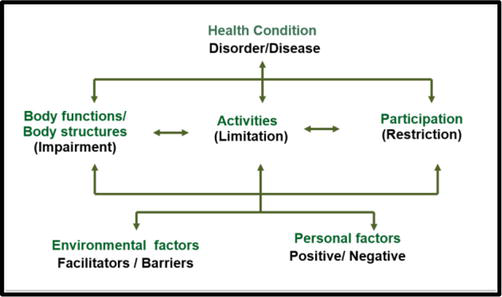 Health Condition
Disorder/Disease
Body functions/
Body structures
(Impairment)
Activities
(Limitation)
Participation
(Restriction)
Environmental factors
Facilitators / Barriers
Personal factors
Positive/ Negative